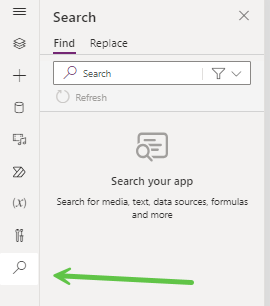 Search
Find Replace
Search
Refresh
Search your app
Search for media, text, data sources, formulas
and more
(x)